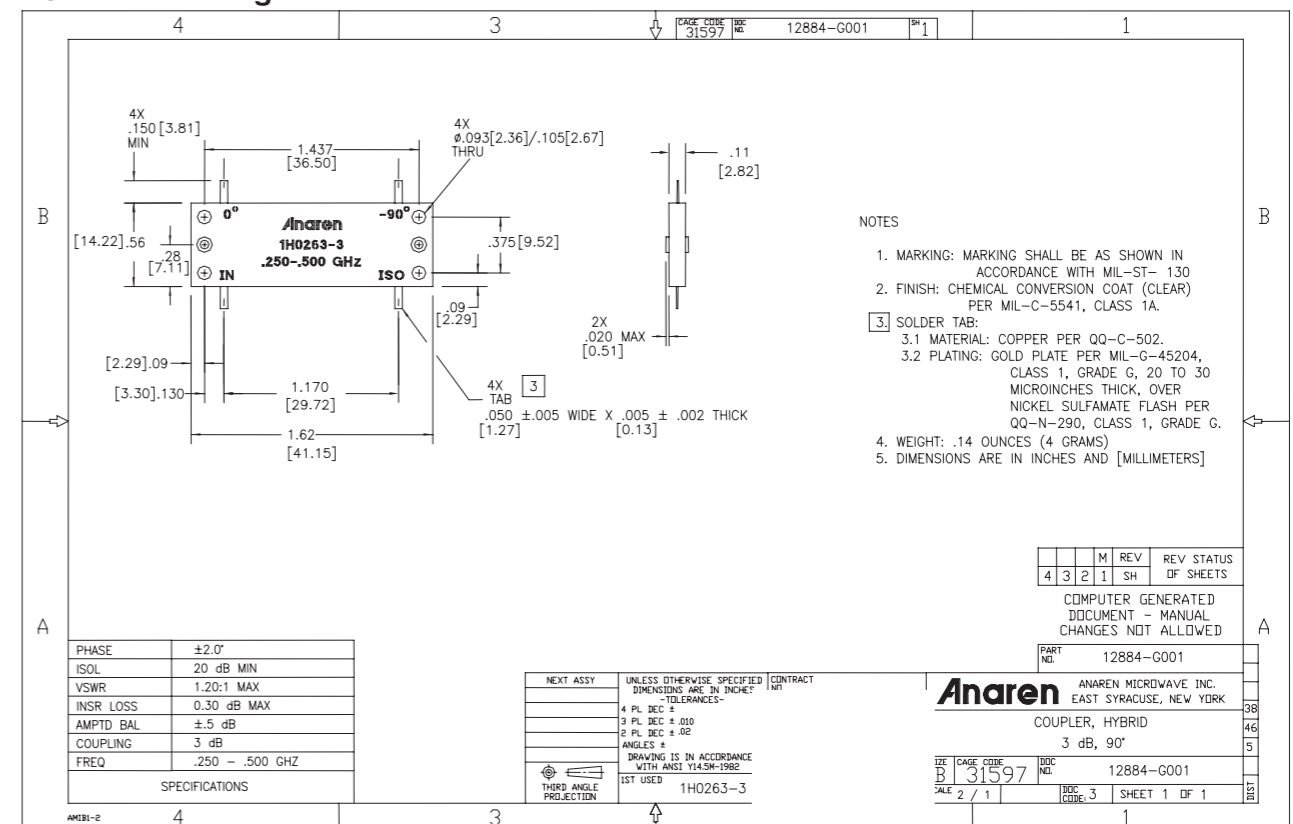 4 3 CAGE CODE 31597 DOC NO. 12884-G001 SH 1 1
4X
.150[3.81]
MIN
1.437
[36.50]
4X
ø.093[2.36]/.105[2.67]
THRU
.11
[2.82]
B
B
0° Anaren -90°
1H0263-3
.250-.500 GHz
IN ISO
[14.22].56
.28
[7.11]
.375[9.52]
.09
[2.29]
2X
.020 MAX
[0.51]
[2.29].09
[3.30].130
1.170
[29.72]
1.62
[41.15]
4X 3
TAB
.050 ±.005 WIDE X .005 ± .002 THICK
[1.27] [0.13]
NOTES
1. MARKING: MARKING SHALL BE AS SHOWN IN
ACCORDANCE WITH MIL-ST- 130
2. FINISH: CHEMICAL CONVERSION COAT (CLEAR)
PER MIL-C-5541, CLASS 1A.
3. SOLDER TAB:
3.1 MATERIAL: COPPER PER QQ-C-502.
3.2 PLATING: GOLD PLATE PER MIL-G-45204,
CLASS 1, GRADE G, 20 TO 30
MICROINCHES THICK, OVER
NICKEL SULFAMATE FLASH PER
QQ-N-290, CLASS 1, GRADE G.
4. WEIGHT: .14 OUNCES (4 GRAMS)
5. DIMENSIONS ARE IN INCHES AND [MILLIMETERS]
M REV REV STATUS
4 3 2 1 SH OF SHEETS
COMPUTER GENERATED
DOCUMENT - MANUAL
CHANGES NOT ALLOWED
A
A
PHASE ±2.0°
ISOL 20 dB MIN
VSWR 1.20:1 MAX
INSR LOSS 0.30 dB MAX
AMPTD BAL ±.5 dB
COUPLING 3 dB
FREQ .250 - .500 GHZ
SPECIFICATIONS
NEXT ASSY
THIRD ANGLE
PROJECTION
UNLESS OTHERWISE SPECIFIED
DIMENSIONS ARE IN INCHES
-TOLERANCES-
4 PL DEC ±
3 PL DEC ± .010
2 PL DEC ± .02
ANGLES ±
DRAWING IS IN ACCORDANCE
WITH ANSI Y14.5M-1982
1ST USED
1H0263-3
CONTRACT
NO
PART NO. 12884-G001
Anaren
ANAREN MICROWAVE INC.
EAST SYRACUSE, NEW YORK
COUPLER, HYBRID
3 dB, 90°
IZE B CAGE CODE 31597 DOC NO. 12884-G001
CALE 2 / 1 DOC CODE: 3 SHEET 1 OF 1
38
46
5
DIST
AMIB1-2 4 3 1